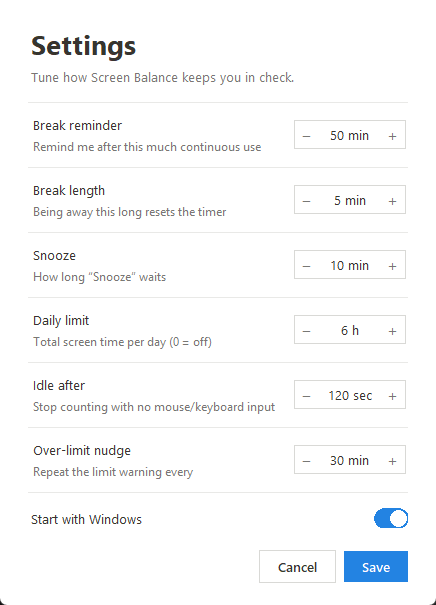 Settings
Tune how Screen Balance keeps you in check.
Break reminder
Remind me after this much continuous use
− 50 min +
Break length
Being away this long resets the timer
− 5 min +
Snooze
How long “Snooze” waits
− 10 min +
Daily limit
Total screen time per day (0 = off)
− 6 h +
Idle after
Stop counting with no mouse/keyboard input
− 120 sec +
Over-limit nudge
Repeat the limit warning every
− 30 min +
Start with Windows
Cancel
Save